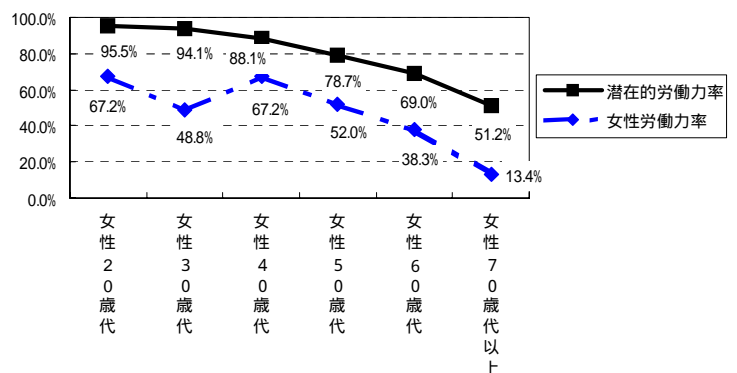 100.0%
80.0%
60.0%
40.0%
20.0%
0.0%
95.5%
94.1%
88.1%
78.7%
69.0%
51.2%
67.2%
48.8%
67.2%
52.0%
38.3%
13.4%
女性20歳代
女性30歳代
女性40歳代
女性50歳代
女性60歳代
女性70歳代以上
潜在的労働力率
女性労働力率